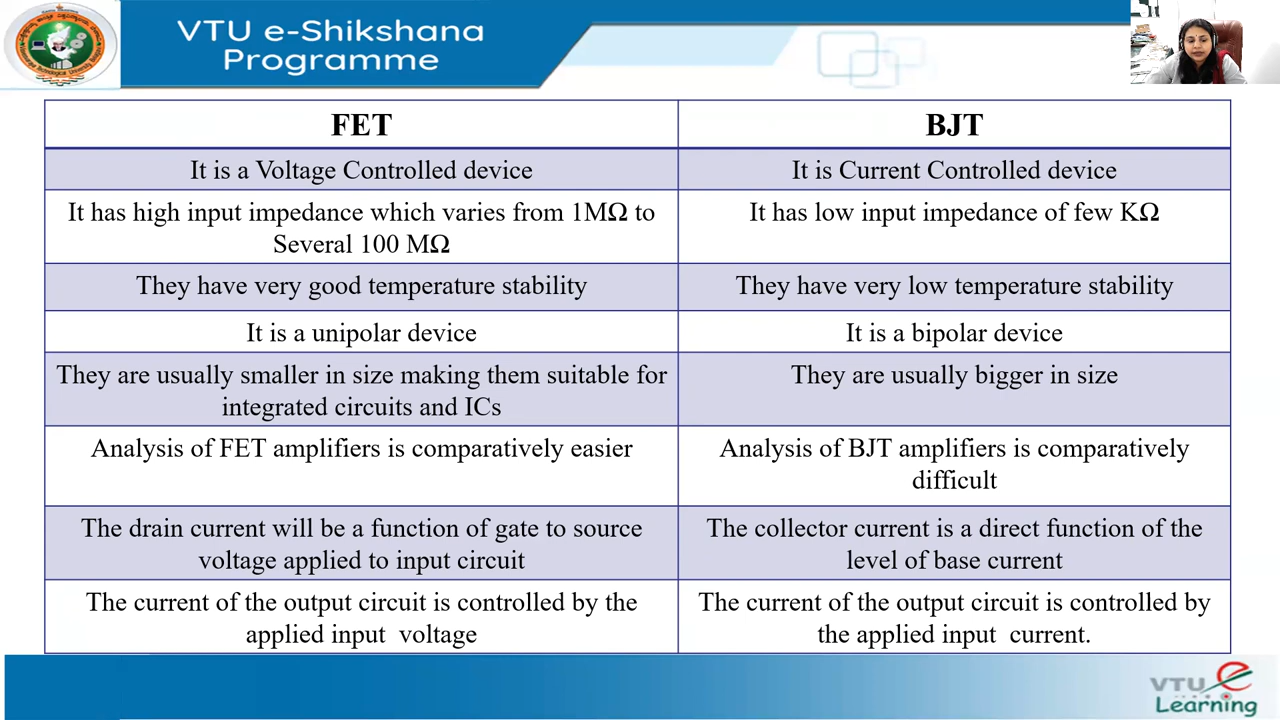 VTU e-Shikshana
Programme
FET
BJT
It is a Voltage Controlled device
It is Current Controlled device
It has high input impedance which varies from 1MΩ to
Several 100 MΩ
It has low input impedance of few KΩ
They have very good temperature stability
They have very low temperature stability
It is a unipolar device
It is a bipolar device
They are usually smaller in size making them suitable for
integrated circuits and ICs
They are usually bigger in size
Analysis of FET amplifiers is comparatively easier
Analysis of BJT amplifiers is comparatively
difficult
The drain current will be a function of gate to source
voltage applied to input circuit
The collector current is a direct function of the
level of base current
The current of the output circuit is controlled by the
applied input voltage
The current of the output circuit is controlled by
the applied input current.
VTU e
Learning